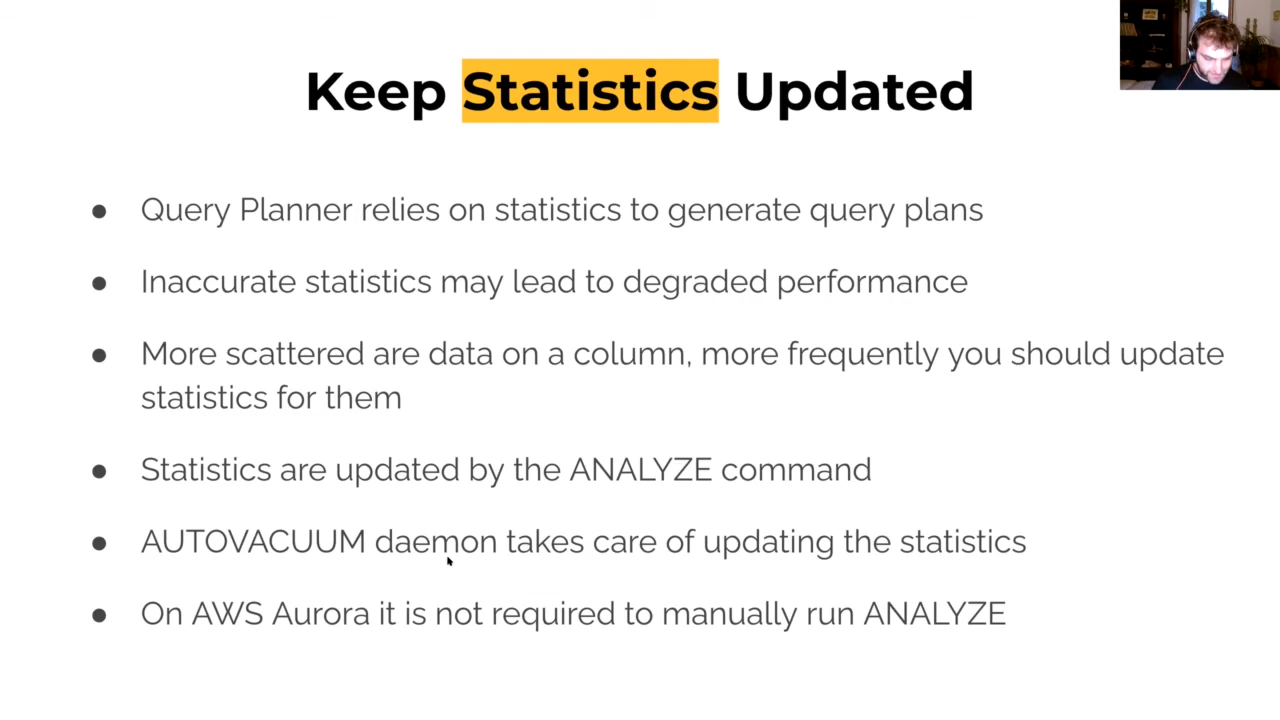 Keep Statistics Updated
● Query Planner relies on statistics to generate query plans
● Inaccurate statistics may lead to degraded performance
● More scattered are data on a column, more frequently you should update
statistics for them
● Statistics are updated by the ANALYZE command
● AUTOVACUUM daemon takes care of updating the statistics
● On AWS Aurora it is not required to manually run ANALYZE